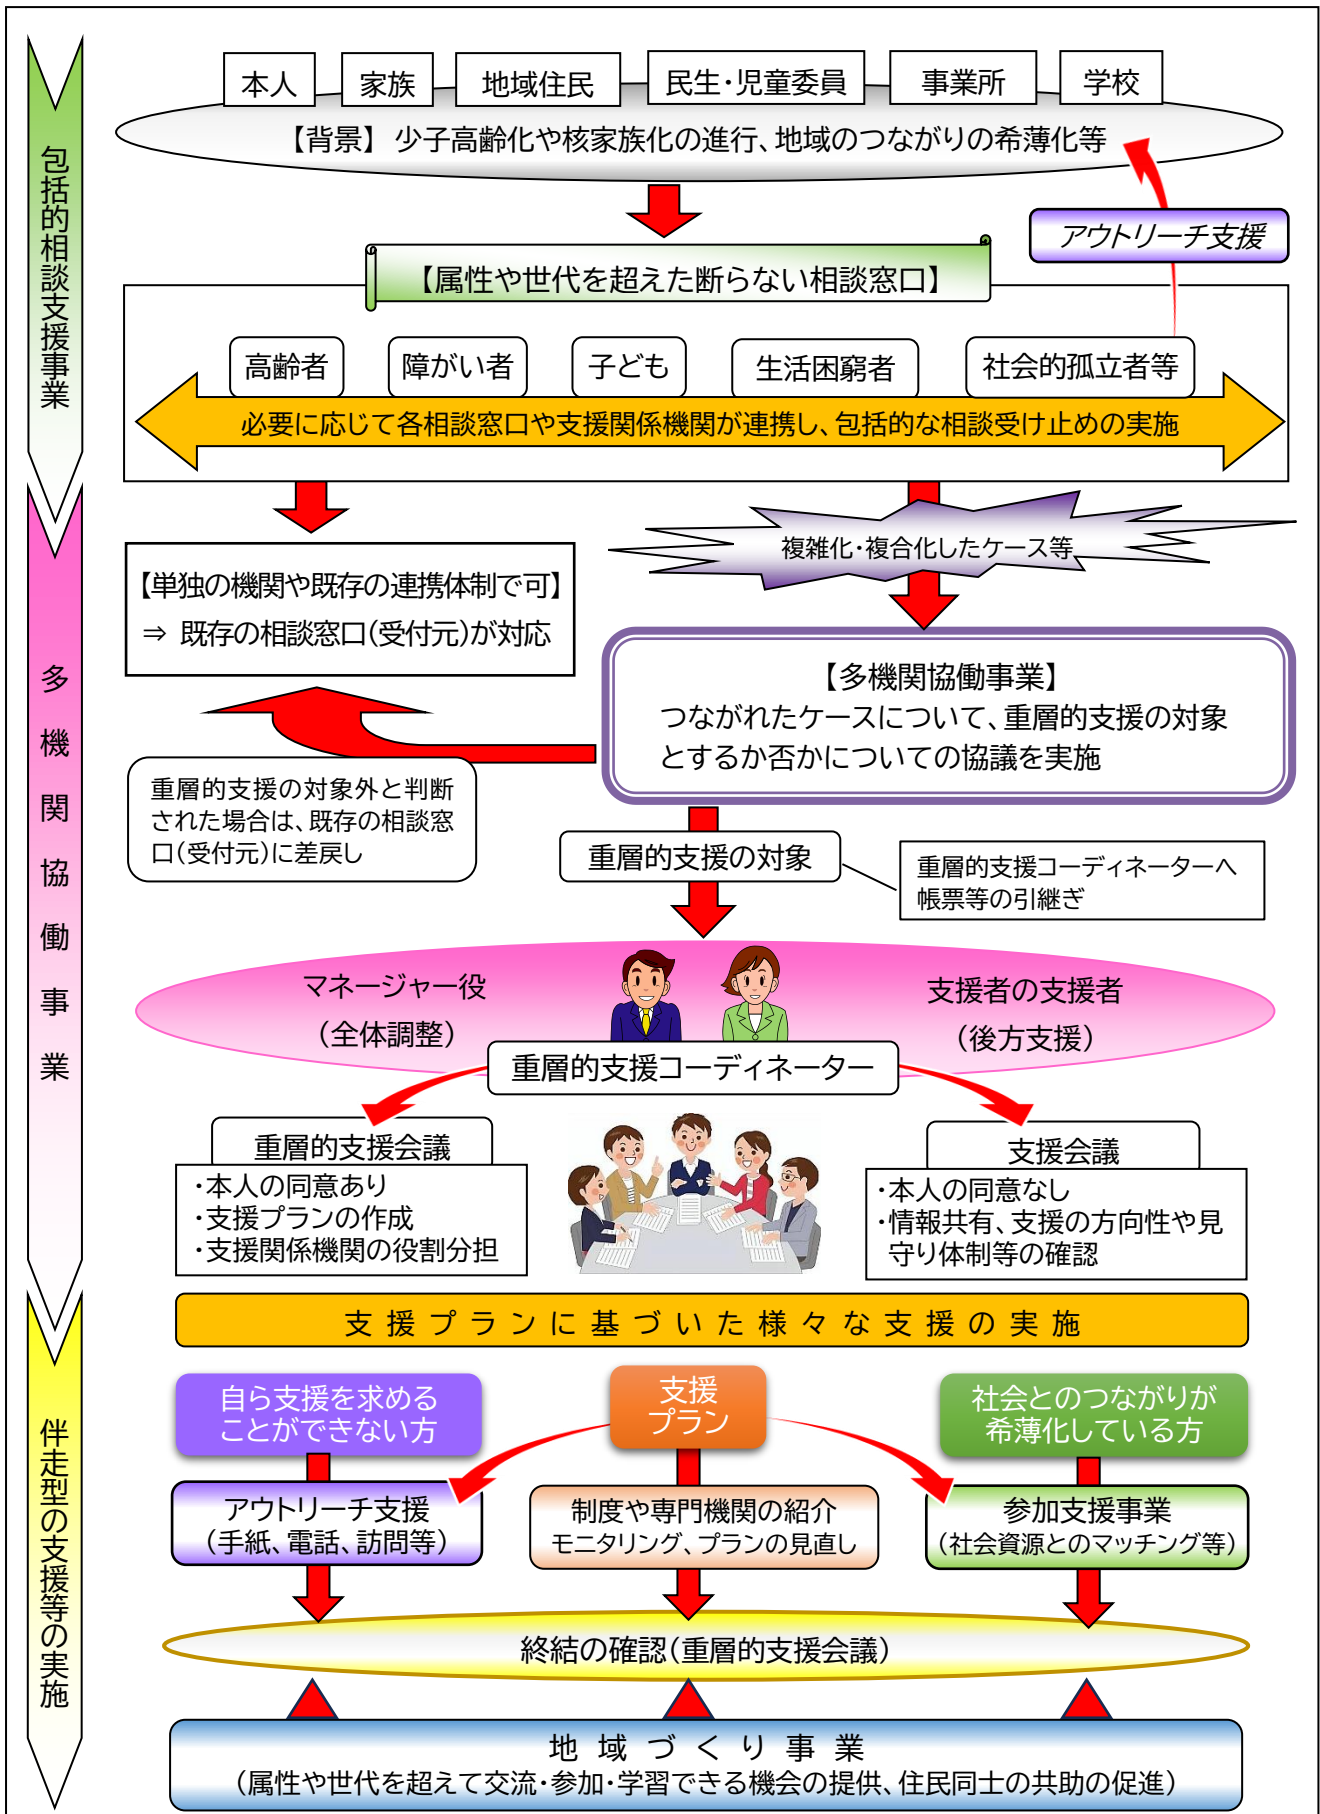 本人
家族
地域住民
民生・児童委員
事業所
学校
【背景】 少子高齢化や核家族化の進行、地域のつながりの希薄化等
アウトリーチ支援
包括的相談支援事業
【属性や世代を超えた断らない相談窓口】
高齢者
障がい者
子ども
生活困窮者
社会的孤立者等
必要に応じて各相談窓口や支援関係機関が連携し、包括的な相談受け止めの実施
複雑化・複合化したケース等
【単独の機関や既存の連携体制で可】
⇒ 既存の相談窓口(受付元)が対応
多機関協働事業
【多機関協働事業】
つながれたケースについて、重層的支援の対象
とするか否かについての協議を実施
重層的支援の対象外と判断
された場合は、既存の相談窓
口(受付元)に差戻し
重層的支援の対象
重層的支援コーディネーターへ
帳票等の引継ぎ
マネージャー役
(全体調整)
支援者の支援者
(後方支援)
重層的支援コーディネーター
重層的支援会議
・本人の同意あり
・支援プランの作成
・支援関係機関の役割分担
支援会議
・本人の同意なし
・情報共有、支援の方向性や見
守り体制等の確認
支援プランに基づいた様々な支援の実施
伴走型の支援等の実施
自ら支援を求める
ことができない方
支援
プラン
社会とのつながりが
希薄化している方
アウトリーチ支援
(手紙、電話、訪問等)
制度や専門機関の紹介
モニタリング、プランの見直し
参加支援事業
(社会資源とのマッチング等)
終結の確認(重層的支援会議)
地域づくり事業
(属性や世代を超えて交流・参加・学習できる機会の提供、住民同士の共助の促進)